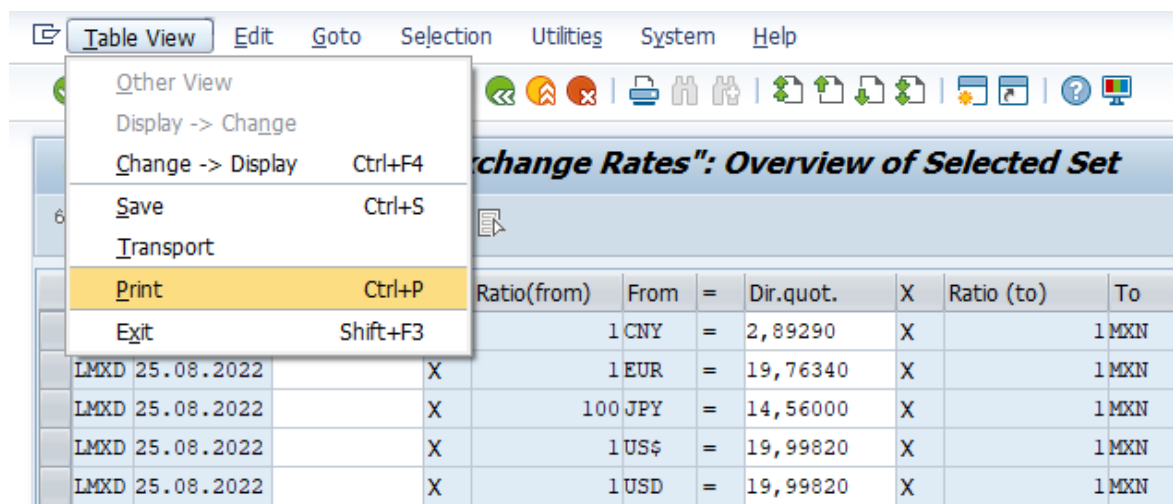 Table View Edit Goto Selection Utilities System Help
Other View
Display -> Change
Change -> Display Ctrl+F4
Save Ctrl+S
Transport
Print Ctrl+P
Exit Shift+F3
xchange Rates": Overview of Selected Set
Ratio(from) From = Dir.quot. X Ratio (to) To
1 CNY = 2,89290 X 1 MXN
LMXD 25.08.2022 X 1 EUR = 19,76340 X 1 MXN
LMXD 25.08.2022 X 100 JPY = 14,56000 X 1 MXN
LMXD 25.08.2022 X 1 US$ = 19,99820 X 1 MXN
LMXD 25.08.2022 X 1 USD = 19,99820 X 1 MXN